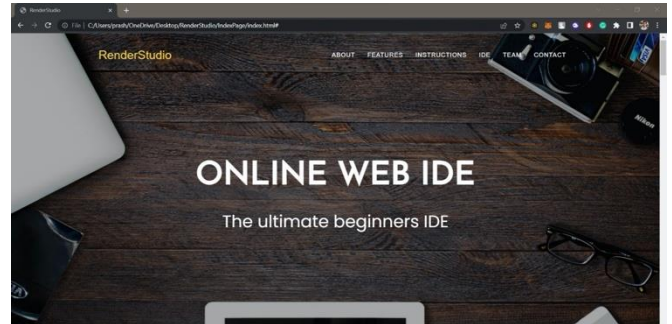 RenderStudio
File | C:/Users/prash/OneDrive/Desktop/RenderStudio/IndexPage/index.html#
RenderStudio
ABOUT FEATURES INSTRUCTIONS IDE TEAM CONTACT
Nikon
ONLINE WEB IDE
The ultimate beginners IDE